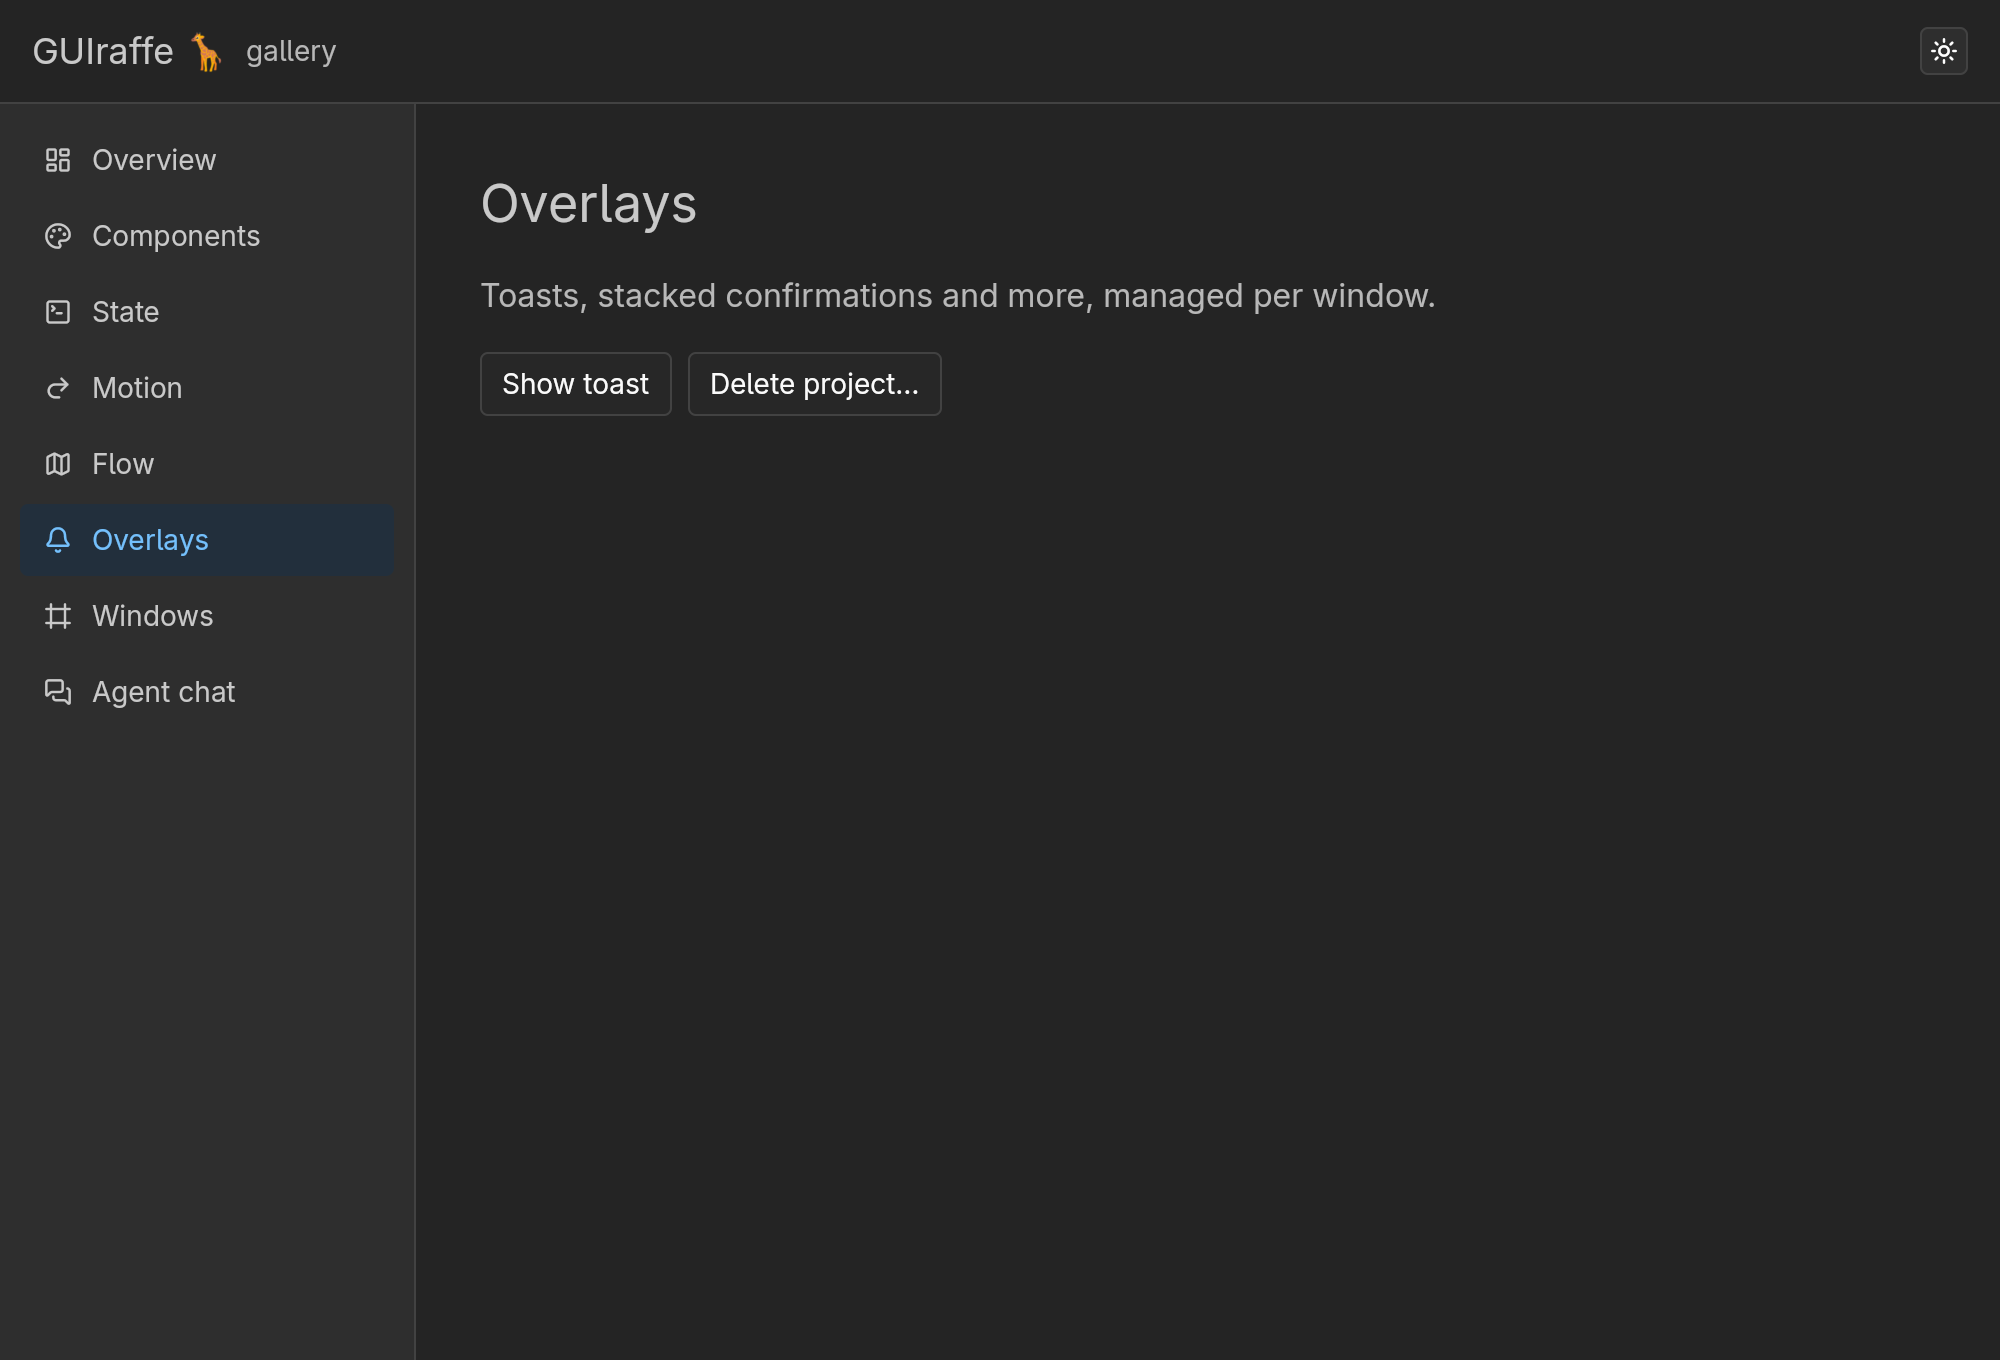 GUIraffe 🦒 gallery
Overview
Components
State
Motion
Flow
Overlays
Windows
Agent chat
Overlays
Toasts, stacked confirmations and more, managed per window.
Show toast
Delete project...